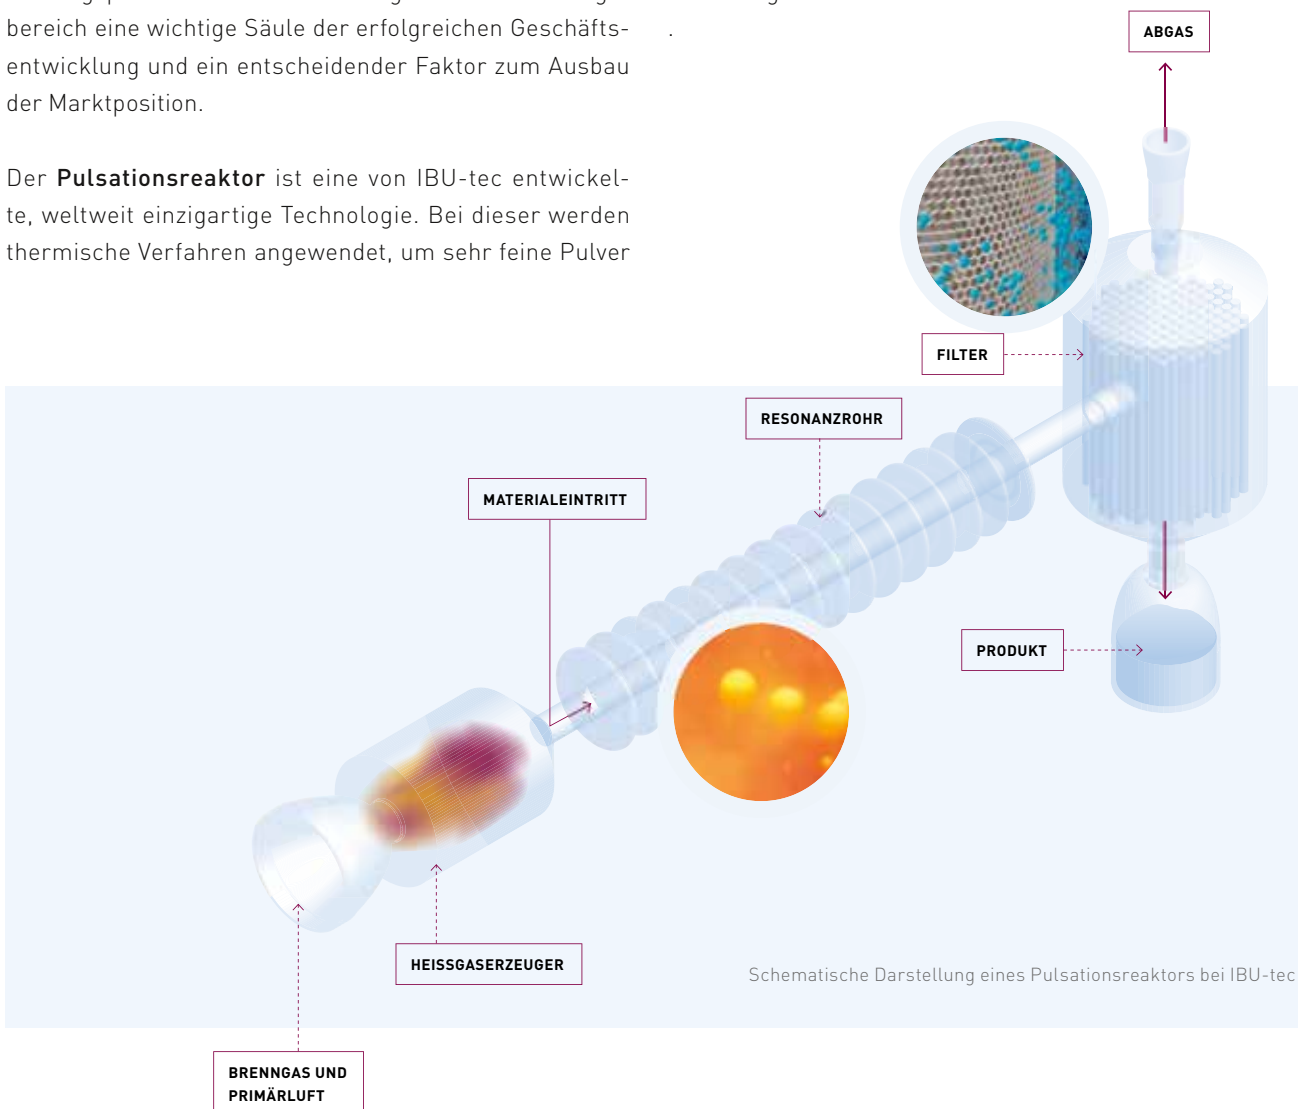 bereich eine wichtige Säule der erfolgreichen Geschäfts-
entwicklung und ein entscheidender Faktor zum Ausbau
der Marktposition.
Der Pulsationsreaktor ist eine von IBU-tec entwickel-
te, weltweit einzigartige Technologie. Bei dieser werden
thermische Verfahren angewendet, um sehr feine Pulver
.
ABGAS
FILTER
RESONANZROHR
MATERIALEINTRITT
PRODUKT
HEISSGASERZEUGER
Schematische Darstellung eines Pulsationsreaktors bei IBU-tec
BRENNGAS UND
PRIMÄRLUFT